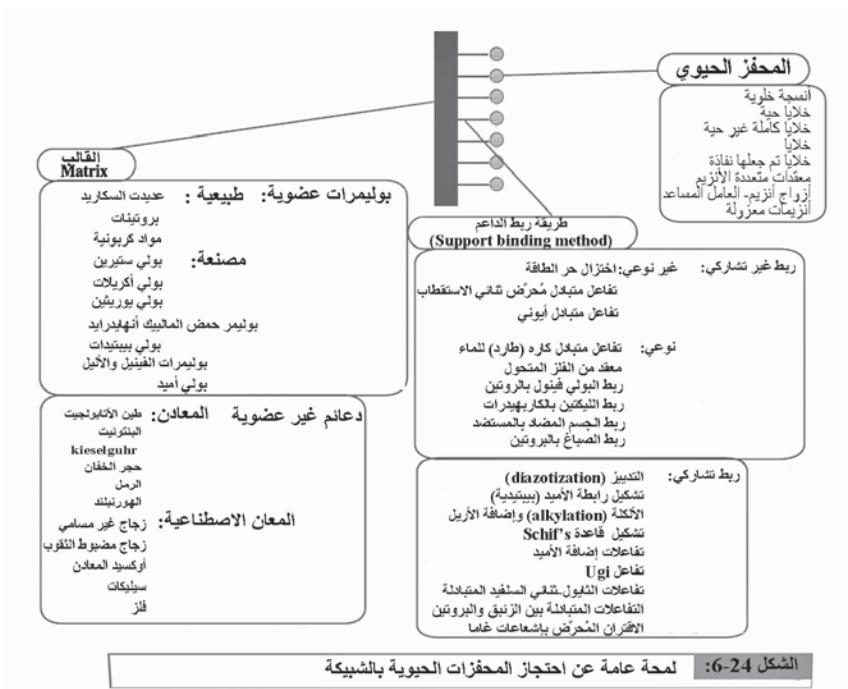 المحفز الحيوي
أنسجة خلوية
خلايا حية
خلايا كاملة غير حية
خلايا
خلايا تم جعلها نفاذة
معقدات متعددة الأنزيم
أزواج أنزيم- العامل المساعد
أنزيمات معزولة
القالب
Matrix
بوليمرات عضوية: طبيعية : عديدت السكاريد
بروتينات
مواد كربونية
مصنعة: بولي ستيرين
بولي أكريلات
بولي يوريثين
بوليمر حمض المالييك أنهايدرايد
بولي بيبتيدات
بوليمرات الفينيل والأليل
بولي أميد
دعائم غير عضوية المعادن: طين الأتابولجيت
البنتونيت
kieselguhr
حجر الخفان
الرمل
الهورنبلند
المعان الاصطناعية: زجاج غير مسامي
زجاج مضبوط الثقوب
أوكسيد المعادن
سيليكات
فلز
طريقة ربط الداعم
(Support binding method)
ربط غير تشاركي: غير نوعي: اختزال حر الطاقة
تفاعل متبادل مُحرَّض ثنائي الاستقطاب
تفاعل متبادل أيوني
نوعي: تفاعل متبادل كاره (طارد) للماء
معقد من الفلز المتحول
ربط البولي فينول بالروتين
ربط الليكتين بالكاربهيدرات
ربط الجسم المضاد بالمستضد
ربط الصباغ بالبروتين
ربط تشاركي: التدييز (diazotization)
تشكيل رابطة الأميد (بيبتيدية)
الألكلة (alkylation) وإضافة الأريل
تشكيل قاعدة Schif's
تفاعلات إضافة الأميد
تفاعل Ugi
تفاعلات الثايول-ثنائي السلفيد المتبادلة
التفاعلات المتبادلة بين الزئبق والبروتين
الاقتران المُحرَّض بإشعاعات غاما
الشكل 24-6: لمحة عامة عن احتجاز المحفزات الحيوية بالشبيكة